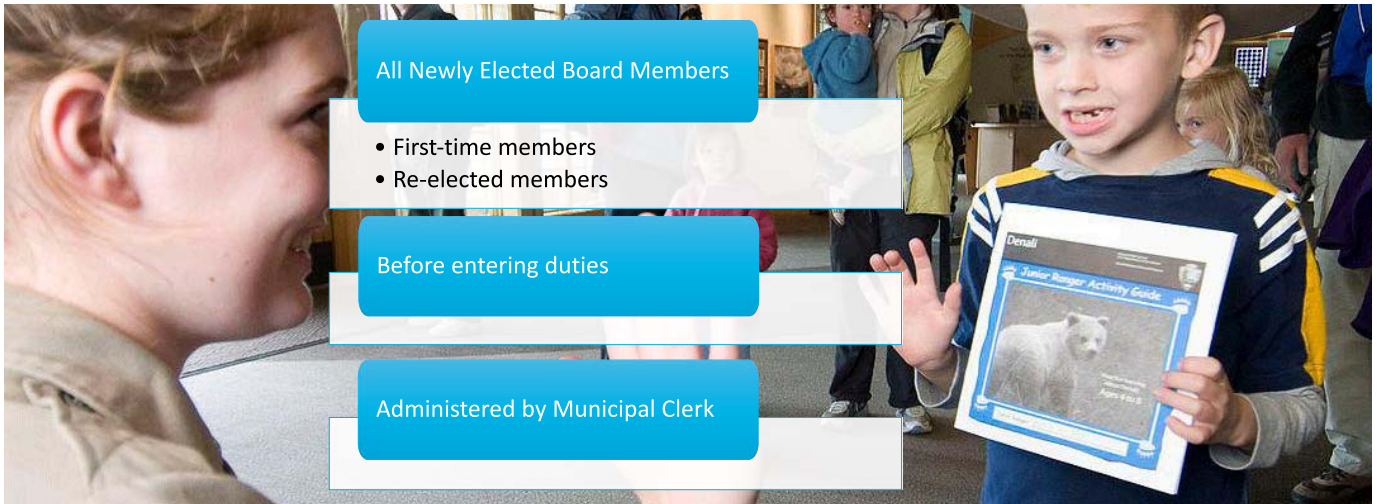 All Newly Elected Board Members
• First-time members
• Re-elected members
Before entering duties
Administered by Municipal Clerk
Denali
Junior Ranger Activity Guide
Ages 4 to 8